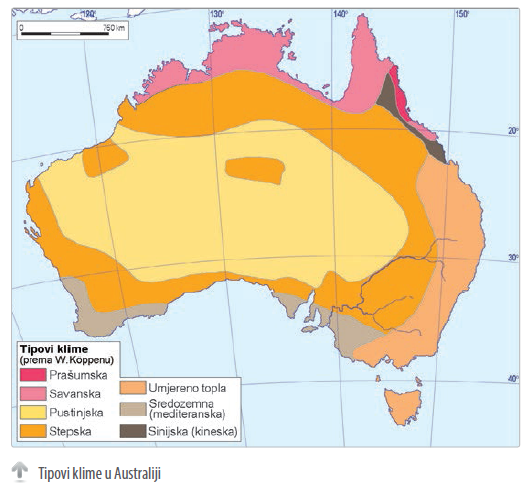 120° 130° 140° 150°
0 750 km
20°
30°
40°
Tipovi klime
(prema W. Köppenu)
Prašumska
Savanska
Pustinjska
Stepska
Umjereno topla
Sredozemna
(mediteranska)
Sinijska (kineska)
Tipovi klime u Australiji